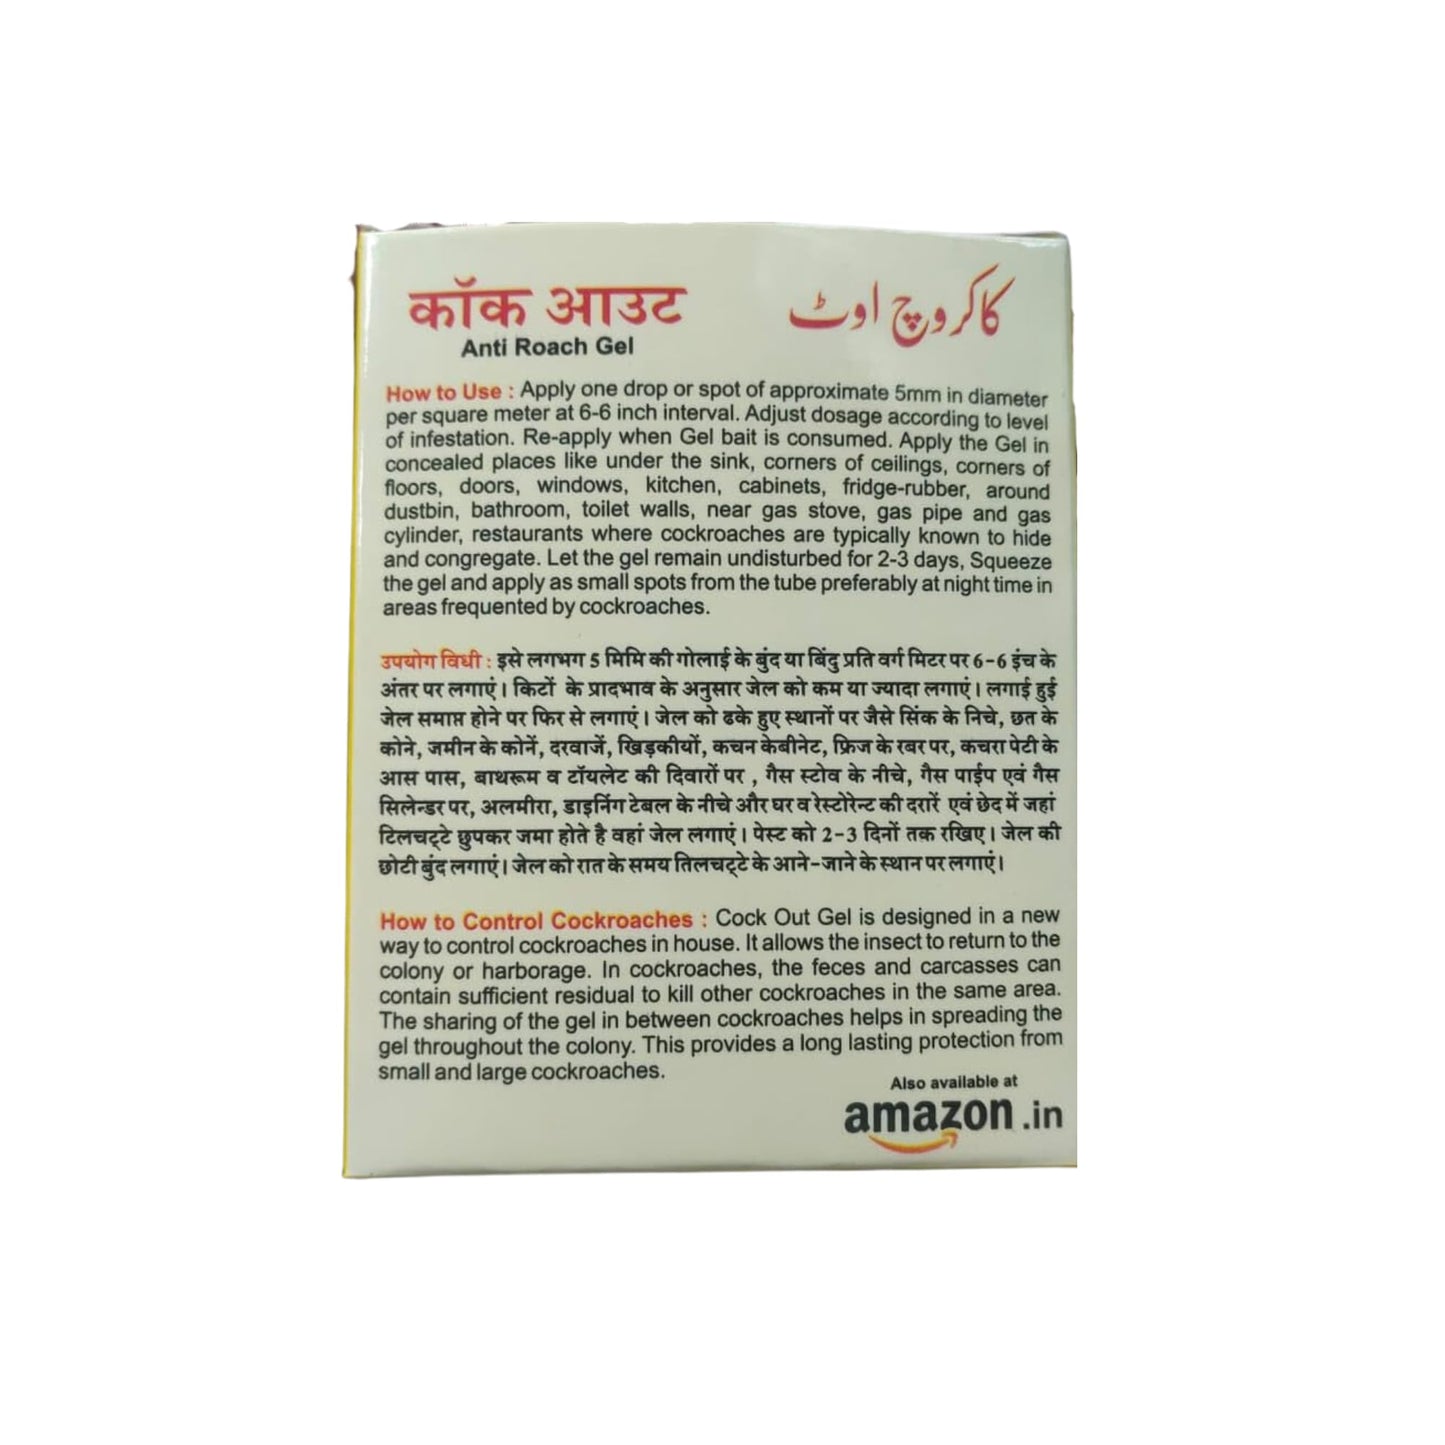 कॉक आउट
Anti Roach Gel
کاکروچ اوٹ
How to Use : Apply one drop or spot of approximate 5mm in diameter
per square meter at 6-6 inch interval. Adjust dosage according to level
of infestation. Re-apply when Gel bait is consumed. Apply the Gel in
concealed places like under the sink, corners of ceilings, corners of
floors, doors, windows, kitchen, cabinets, fridge-rubber, around
dustbin, bathroom, toilet walls, near gas stove, gas pipe and gas
cylinder, restaurants where cockroaches are typically known to hide
and congregate. Let the gel remain undisturbed for 2-3 days, Squeeze
the gel and apply as small spots from the tube preferably at night time in
areas frequented by cockroaches.
उपयोग विधी : इसे लगभग 5 मिमि की गोलाई के बुंद या बिंदु प्रति वर्ग मिटर पर 6-6 इंच के
अंतर पर लगाएं। किटों के प्रादभाव के अनुसार जेल को कम या ज्यादा लगाएं। लगाई हुई
जेल समाप्त होने पर फिर से लगाएं। जेल को ढके हुए स्थानों पर जैसे सिंक के निचे, छत के
कोने, जमीन के कोनें, दरवाजें, खिड़कीयों, कचन केबीनेट, फ्रिज के रबर पर, कचरा पेटी के
आस पास, बाथरूम व टॉयलेट की दिवारों पर , गैस स्टोव के नीचे, गैस पाईप एवं गैस
सिलेन्डर पर, अलमीरा, डाइनिंग टेबल के नीचे और घर व रेस्टोरेन्ट की दरारें एवं छेद में जहां
टिलचट्टे छुपकर जमा होते है वहां जेल लगाएं। पेस्ट को 2-3 दिनों तक रखिए। जेल की
छोटी बुंद लगाएं। जेल को रात के समय तिलचट्टे के आने-जाने के स्थान पर लगाएं।
How to Control Cockroaches : Cock Out Gel is designed in a new
way to control cockroaches in house. It allows the insect to return to the
colony or harborage. In cockroaches, the feces and carcasses can
contain sufficient residual to kill other cockroaches in the same area.
The sharing of the gel in between cockroaches helps in spreading the
gel throughout the colony. This provides a long lasting protection from
small and large cockroaches.
Also available at
amazon.in